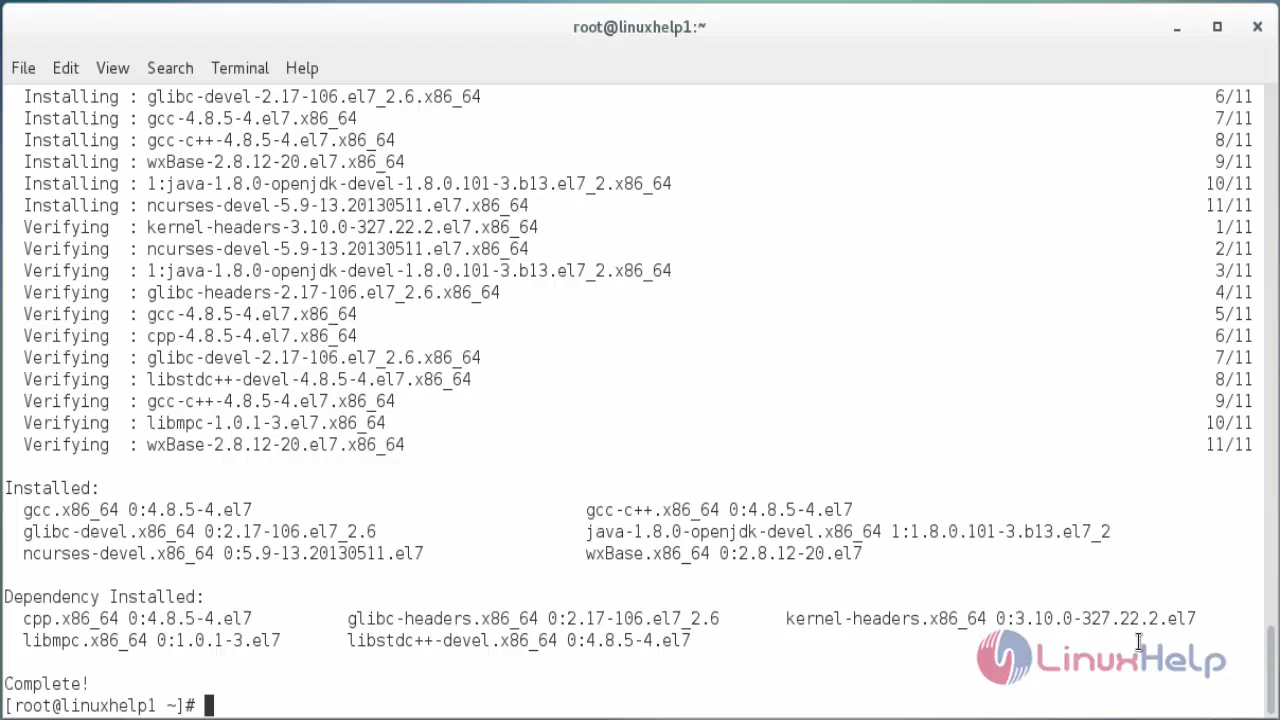 root@linuxhelp1:~
File Edit View Search Terminal Help
Installing : glibc-devel-2.17-106.el7_2.6.x86_64 6/11
Installing : gcc-4.8.5-4.el7.x86_64 7/11
Installing : gcc-c++-4.8.5-4.el7.x86_64 8/11
Installing : wxBase-2.8.12-20.el7.x86_64 9/11
Installing : 1:java-1.8.0-openjdk-devel-1.8.0.101-3.b13.el7_2.x86_64 10/11
Installing : ncurses-devel-5.9-13.20130511.el7.x86_64 11/11
Verifying : kernel-headers-3.10.0-327.22.2.el7.x86_64 1/11
Verifying : ncurses-devel-5.9-13.20130511.el7.x86_64 2/11
Verifying : 1:java-1.8.0-openjdk-devel-1.8.0.101-3.b13.el7_2.x86_64 3/11
Verifying : glibc-headers-2.17-106.el7_2.6.x86_64 4/11
Verifying : gcc-4.8.5-4.el7.x86_64 5/11
Verifying : cpp-4.8.5-4.el7.x86_64 6/11
Verifying : glibc-devel-2.17-106.el7_2.6.x86_64 7/11
Verifying : libstdc++-devel-4.8.5-4.el7.x86_64 8/11
Verifying : gcc-c++-4.8.5-4.el7.x86_64 9/11
Verifying : libmpc-1.0.1-3.el7.x86_64 10/11
Verifying : wxBase-2.8.12-20.el7.x86_64 11/11
Installed:
gcc.x86_64 0:4.8.5-4.el7 gcc-c++.x86_64 0:4.8.5-4.el7
glibc-devel.x86_64 0:2.17-106.el7_2.6 java-1.8.0-openjdk-devel.x86_64 1:1.8.0.101-3.b13.el7_2
ncurses-devel.x86_64 0:5.9-13.20130511.el7 wxBase.x86_64 0:2.8.12-20.el7
Dependency Installed:
cpp.x86_64 0:4.8.5-4.el7 glibc-headers.x86_64 0:2.17-106.el7_2.6 kernel-headers.x86_64 0:3.10.0-327.22.2.el7
libmpc.x86_64 0:1.0.1-3.el7 libstdc++-devel.x86_64 0:4.8.5-4.el7
LinuxHelp
Complete!
[root@linuxhelp1 ~]#